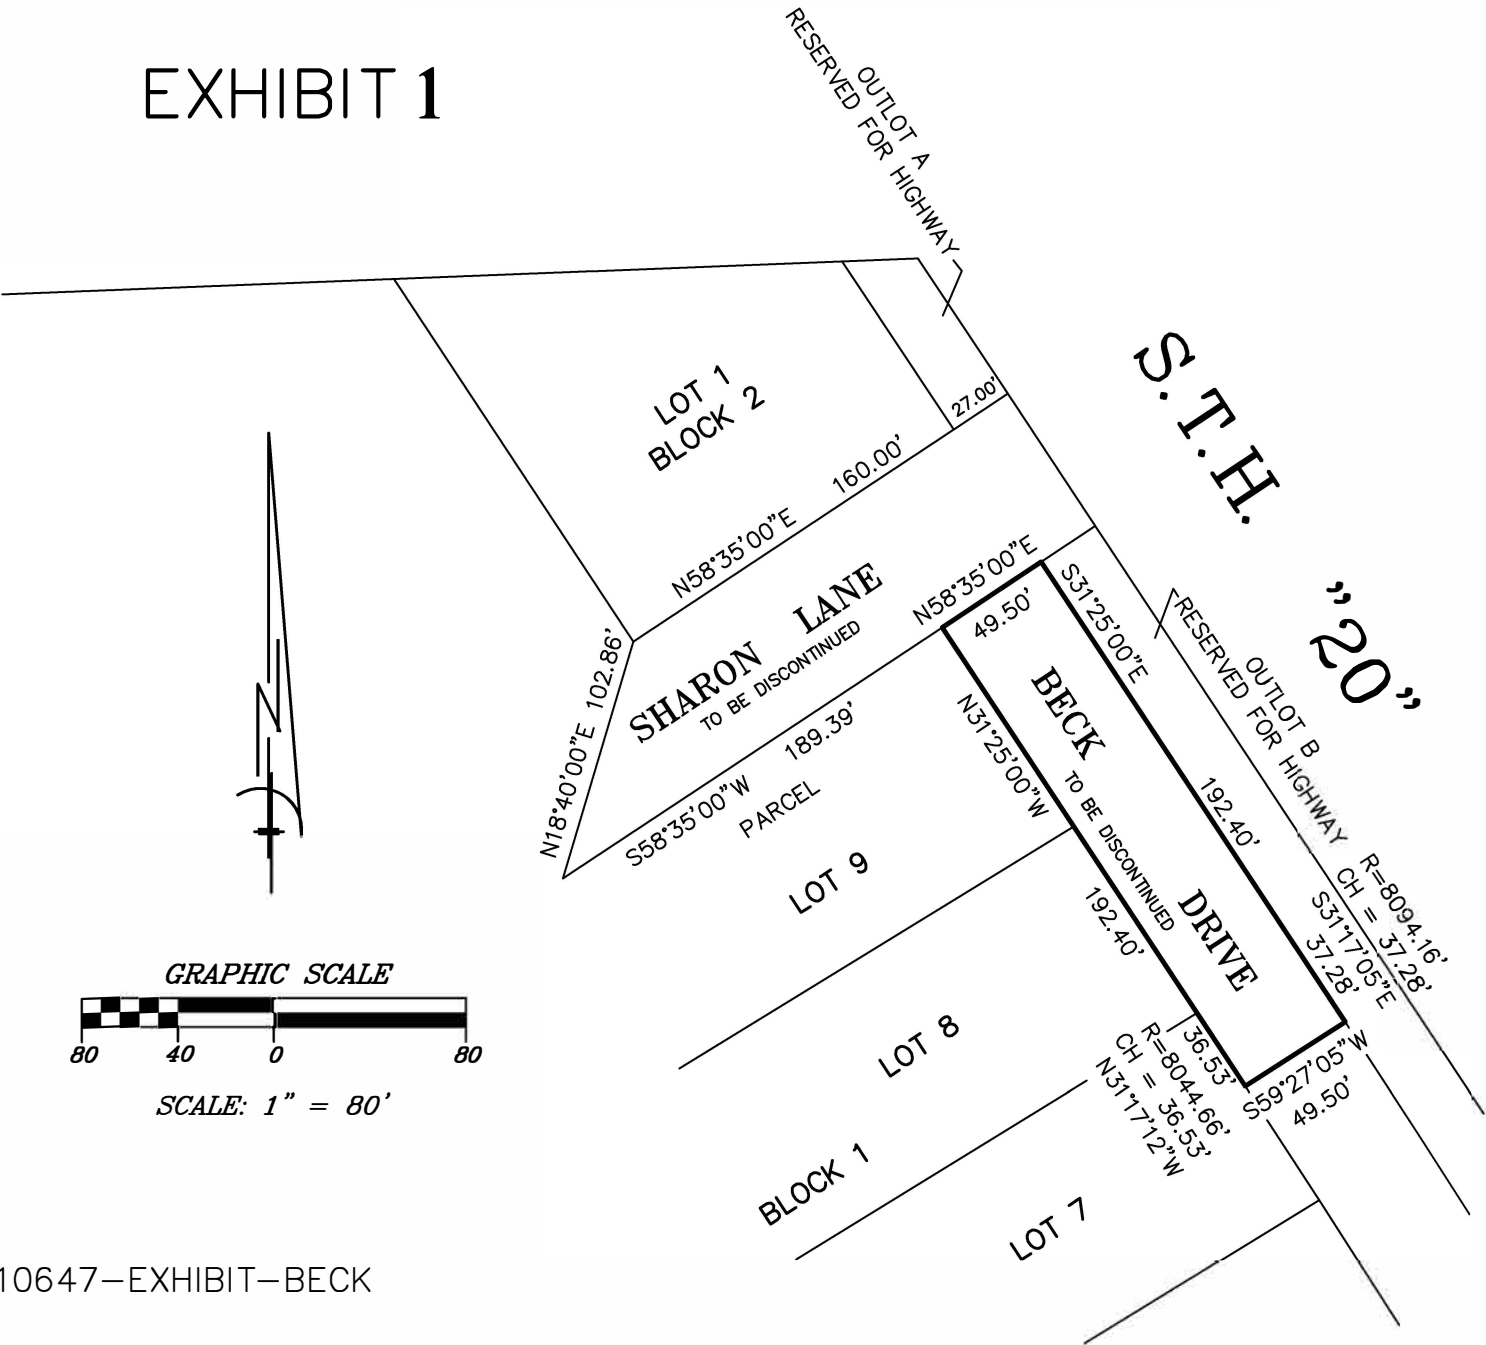 EXHIBIT 1
OUTLOT A
RESERVED FOR HIGHWAY
LOT 1
BLOCK 2
27.00'
160.00'
N58°35'00"E
S. T. H.
"20"
SHARON LANE
TO BE DISCONTINUED
N18°40'00"E 102.86'
N58°35'00"E
49.50'
S31°25'00"E
OUTLOT B
RESERVED FOR HIGHWAY
189.39'
S58°35'00"W
PARCEL
BECK DRIVE
TO BE DISCONTINUED
N31°25'00"W
192.40'
192.40'
LOT 9
R=8094.16'
CH = 37.28'
S31°17'05"E
37.28'
GRAPHIC SCALE
80 40 0 80
SCALE: 1" = 80'
LOT 8
36.53'
R=8044.66'
CH = 36.53'
N31°17'12"W
S59°27'05"W
49.50'
BLOCK 1
LOT 7
10647-EXHIBIT-BECK
N